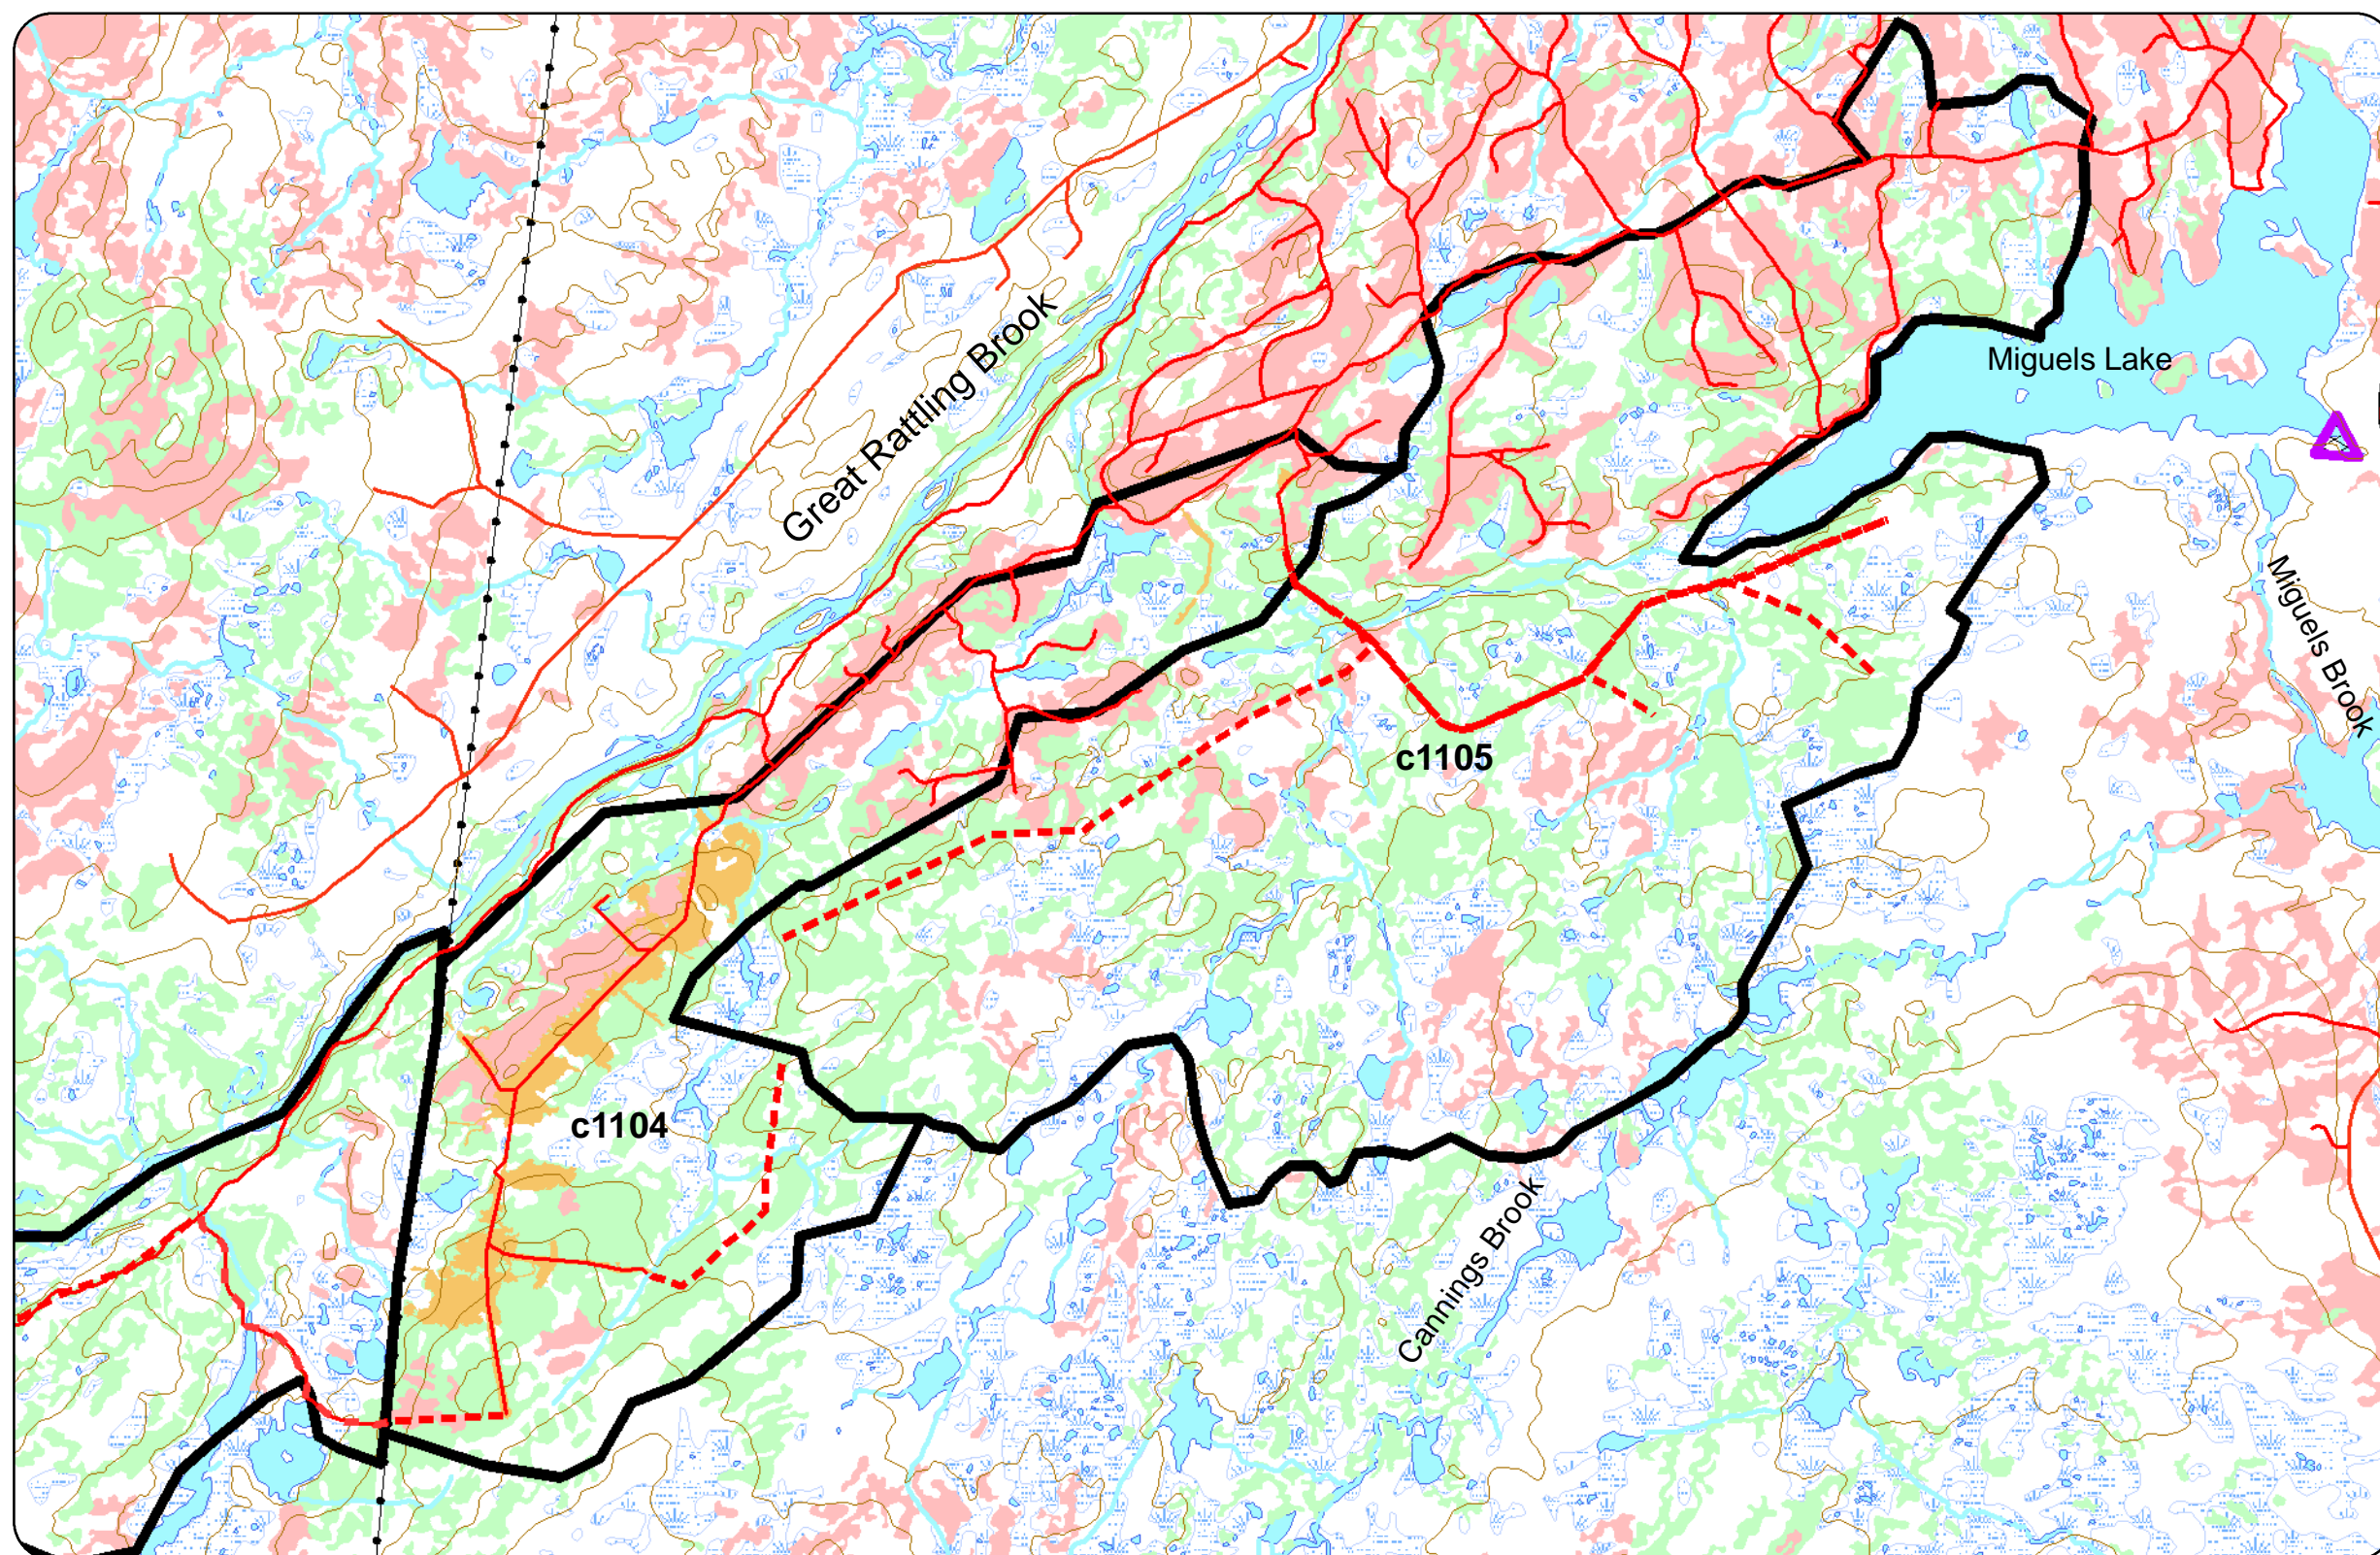 Great Rattling Brook
Miguels Lake
Miguels Brook
c1105
c1104
Cannings Brook